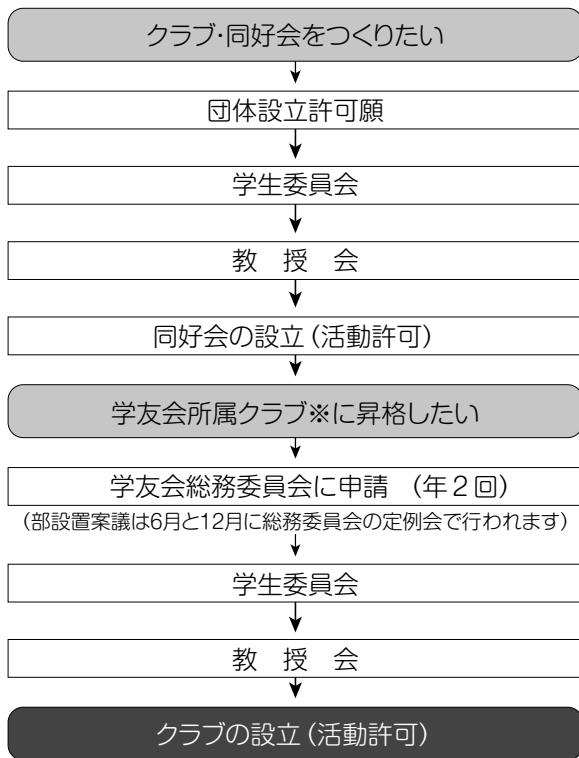 クラブ・同好会をつくりたい
団体設立許可願
学生委員会
教　授　会
同好会の設立（活動許可）
学友会所属クラブ※に昇格したい
学友会総務委員会に申請　（年２回）
（部設置案議は6月と12月に総務委員会の定例会で行われます）
学生委員会
教　授　会
クラブの設立（活動許可）